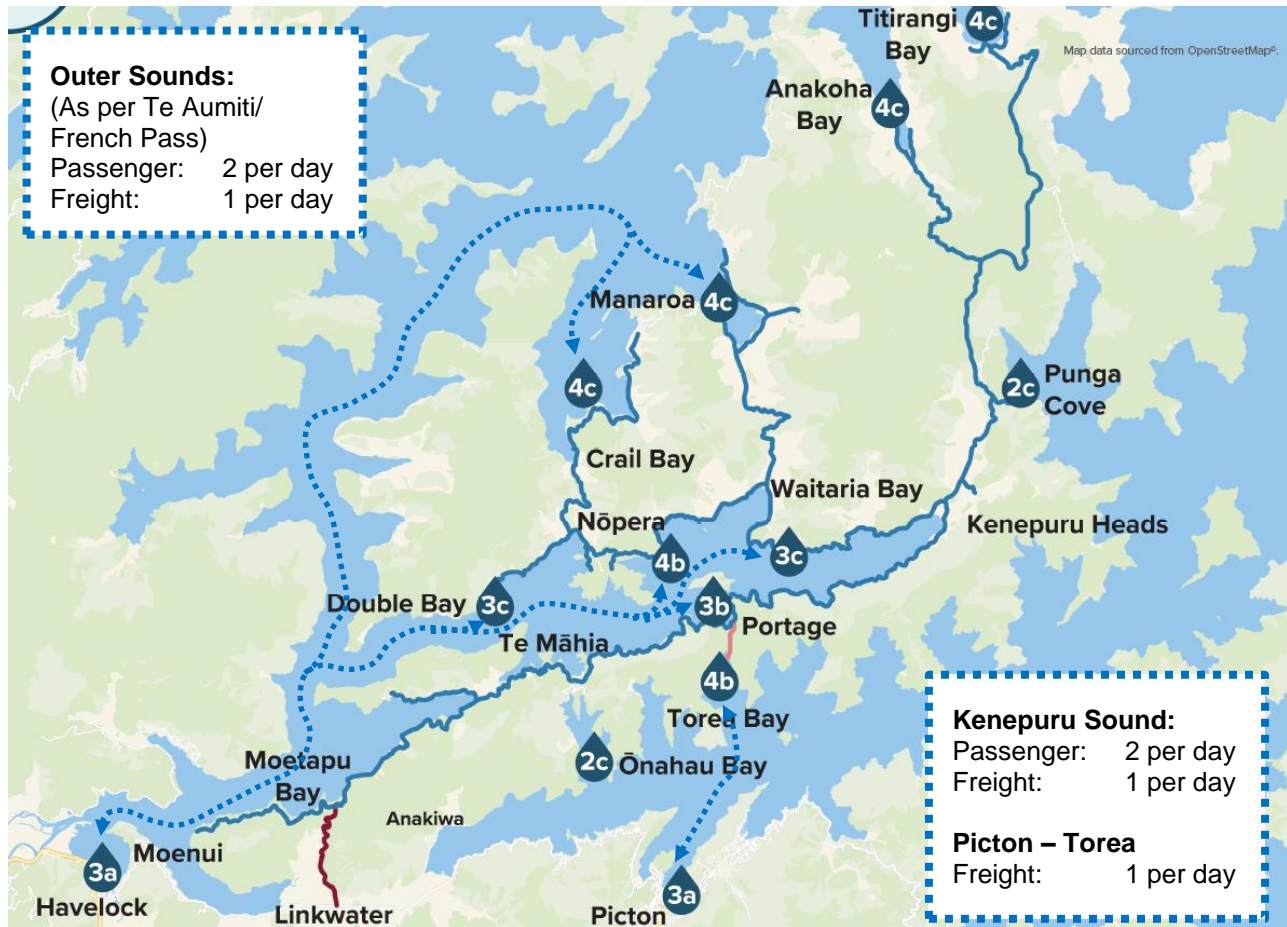 Outer Sounds:
(As per Te Aumiti/
French Pass)
Passenger: 2 per day
Freight: 1 per day
Titirangi
Bay
4c
Map data sourced from OpenStreetMap©.
Anakoha
Bay
4c
Manaroa
4c
4c
2c
Punga
Cove
Crail Bay
Waitaria Bay
Nōpera
Kenepuru Heads
4b
3c
Double Bay
3c
3b
Te Māhia
Portage
4b
Torea Bay
Moetapu
Bay
2c
Ōnahau Bay
Anakiwa
Moenui
3a
Havelock
Linkwater
Picton
3a
Kenepuru Sound:
Passenger: 2 per day
Freight: 1 per day
Picton – Torea
Freight: 1 per day